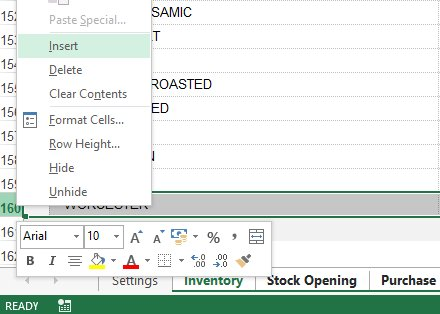 152
SAMIC
Paste Special...
153
T
Insert
154
Delete
155
ROASTED
Clear Contents
156
ED
Format Cells...
157
Row Height...
158
N
Hide
159
Unhide
160
WORCESTER
161
Arial 10 A A % ,
162
B I A .00 .0
Settings Inventory Stock Opening Purchase
READY